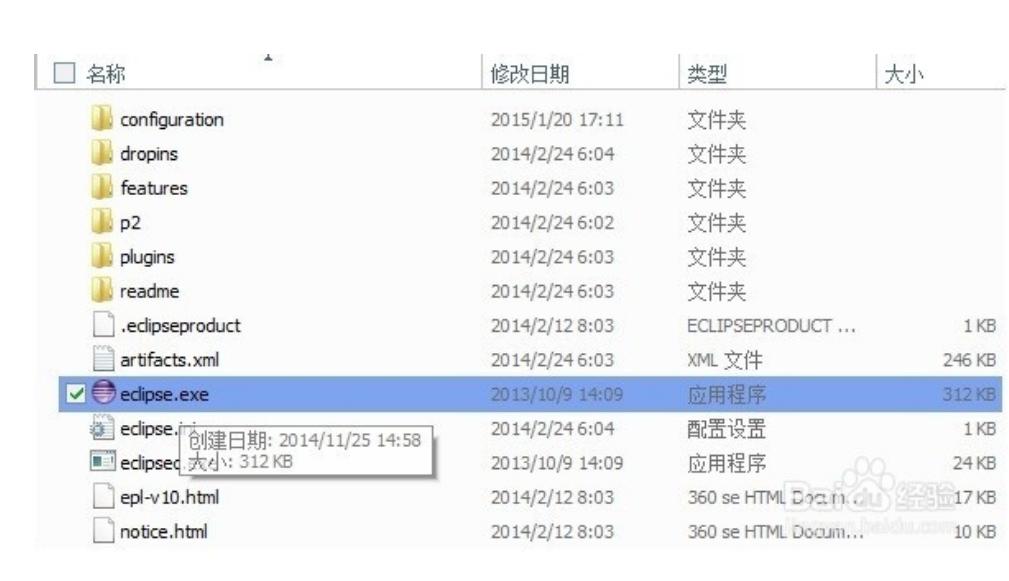 名称 修改日期 类型 大小
configuration 2015/1/20 17:11 文件夹
dropins 2014/2/24 6:04 文件夹
features 2014/2/24 6:03 文件夹
p2 2014/2/24 6:02 文件夹
plugins 2014/2/24 6:03 文件夹
readme 2014/2/24 6:03 文件夹
.eclipseproduct 2014/2/12 8:03 ECLIPSEPRODUCT ... 1 KB
artifacts.xml 2014/2/24 6:03 XML 文件 246 KB
eclipse.exe 2013/10/9 14:09 应用程序 312 KB
eclipse.ini 2014/2/24 6:04 配置设置 1 KB
创建日期: 2014/11/25 14:58
eclipsec 2013/10/9 14:09 应用程序 24 KB
大小: 312 KB
epl-v10.html 2014/2/12 8:03 360 se HTML Docum... 17 KB
Baidu 经验
notice.html 2014/2/12 8:03 360 se HTML Docum... 10 KB